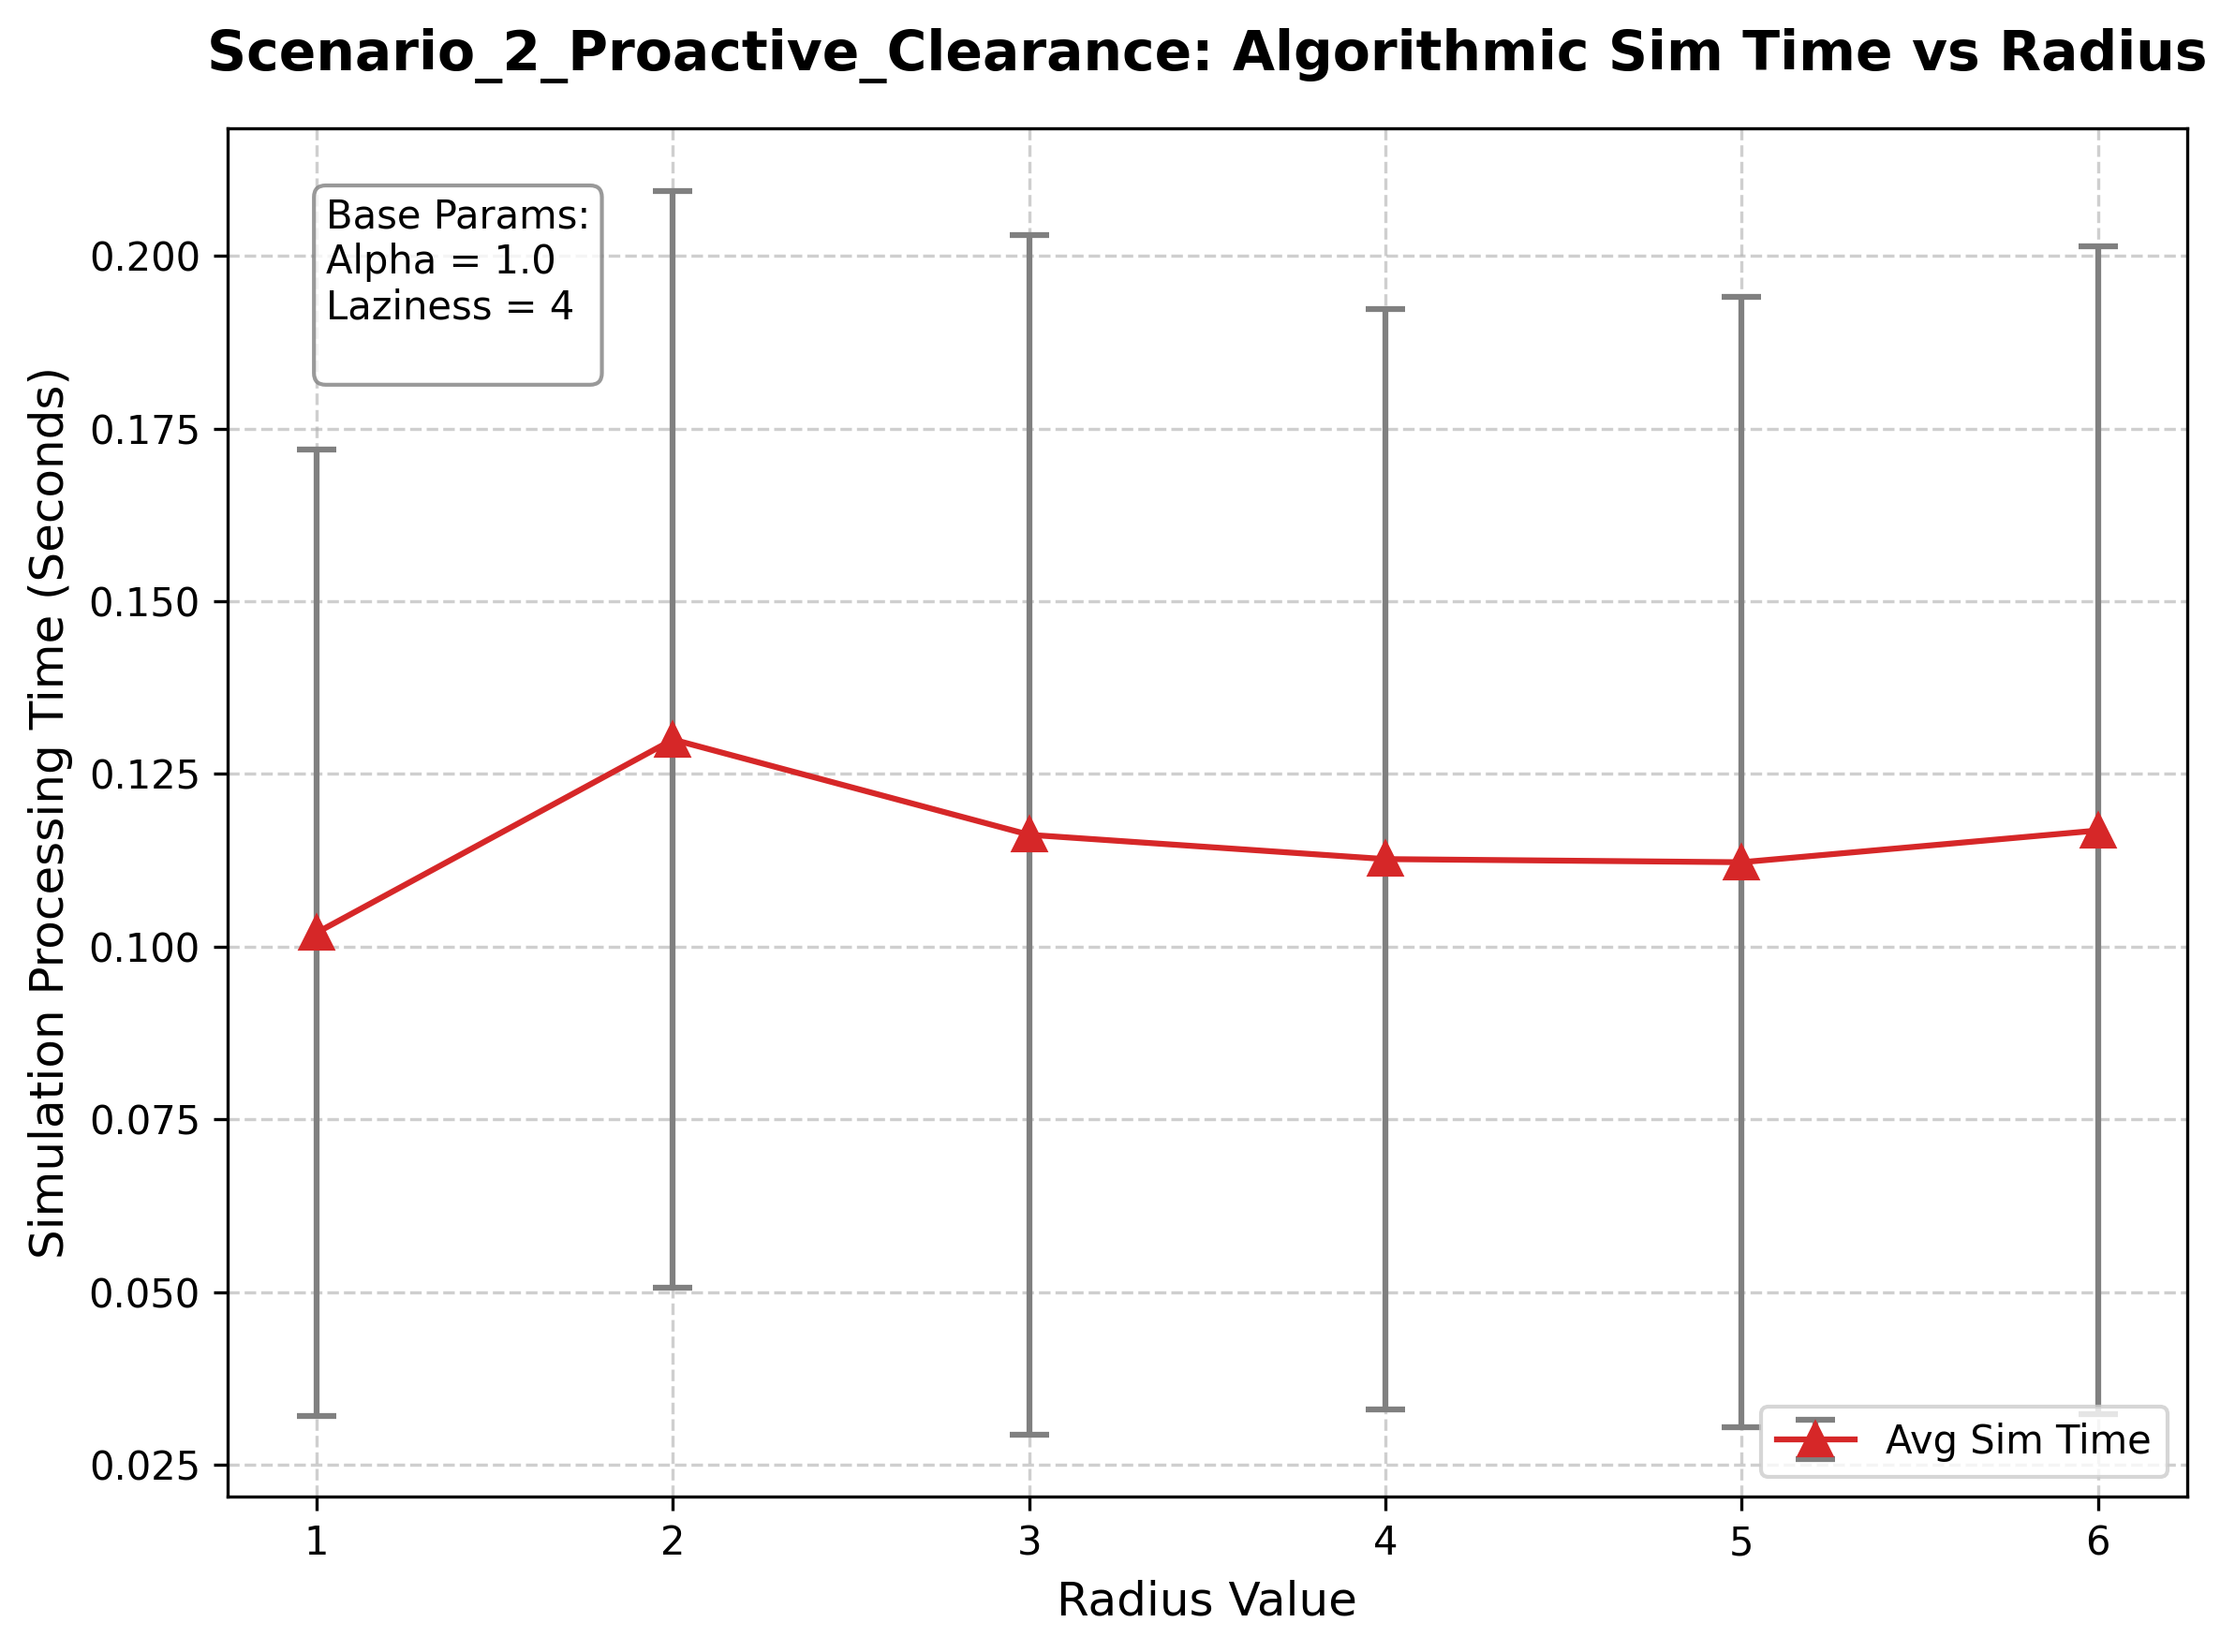 Scenario_2_Proactive_Clearance: Algorithmic Sim Time vs Radius
Base Params:
Alpha = 1.0
Laziness = 4
Simulation Processing Time (Seconds)
0.200
0.175
0.150
0.125
0.100
0.075
0.050
0.025
Avg Sim Time
1 2 3 4 5 6
Radius Value